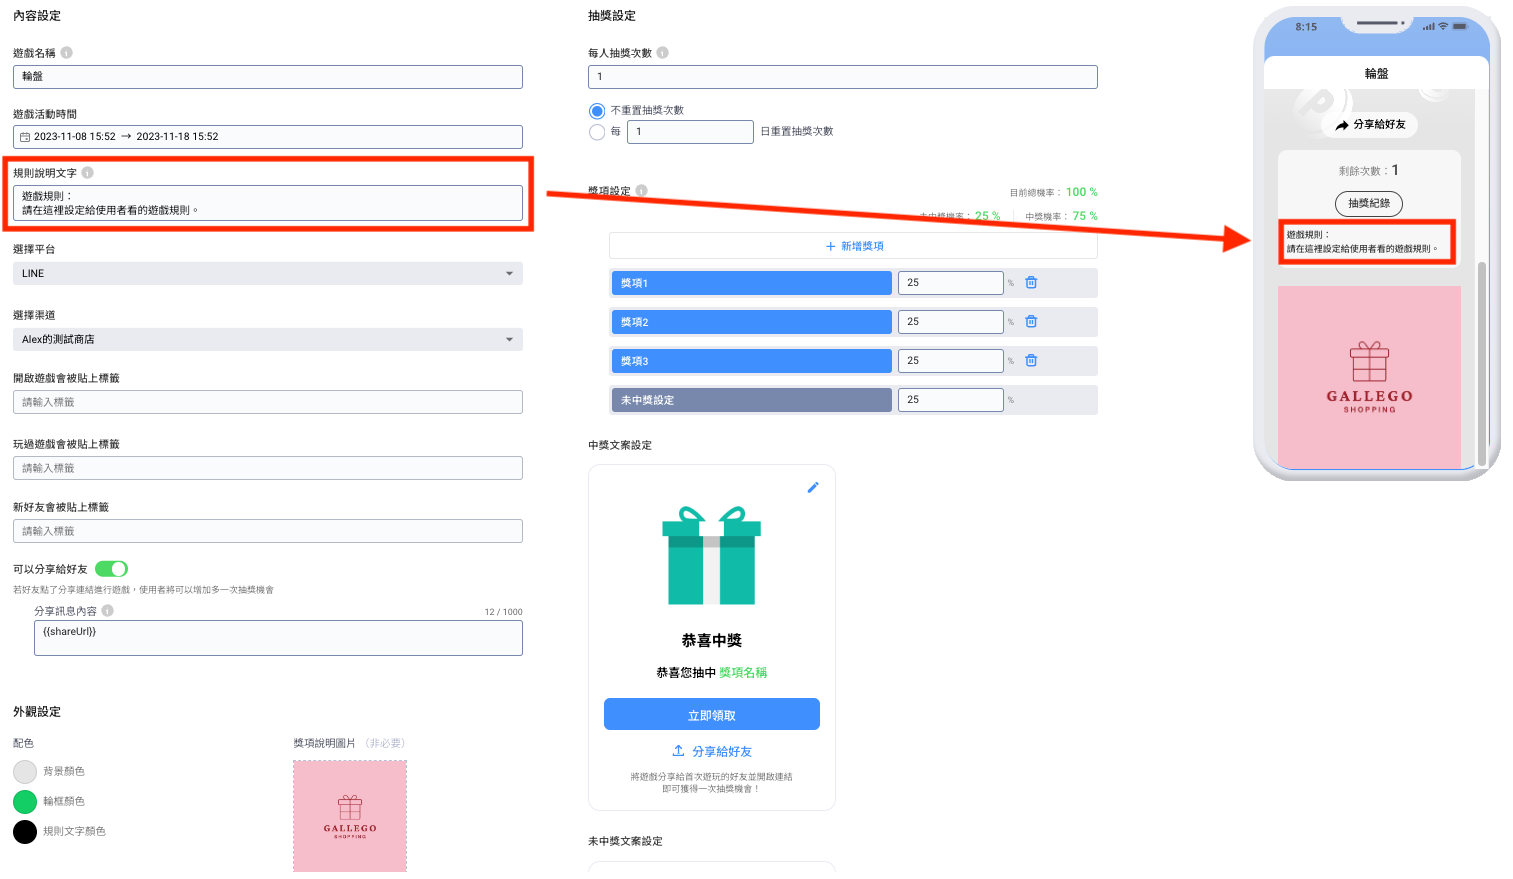 內容設定
遊戲名稱
輪盤
遊戲活動時間
2023-11-08 15:52 → 2023-11-18 15:52
規則說明文字
遊戲規則：
請在這裡設定給使用者看的遊戲規則。
選擇平台
LINE
選擇渠道
Alex的測試商店
開啟遊戲會被貼上標籤
請輸入標籤
玩過遊戲會被貼上標籤
請輸入標籤
新好友會被貼上標籤
請輸入標籤
可以分享給好友
若好友點了分享連結進行遊戲，使用者將可以增加多一次抽獎機會
分享訊息內容
12 / 1000
{{shareUrl}}
外觀設定
配色
背景顏色
輪框顏色
規則文字顏色
獎項說明圖片 （非必要）
GALLEGO
SHOPPING
抽獎設定
每人抽獎次數
1
不重置抽獎次數
每 1 日重置抽獎次數
獎項設定
目前總機率： 100 %
未中獎機率： 25 % 中獎機率： 75 %
+ 新增獎項
獎項1 25 %
獎項2 25 %
獎項3 25 %
未中獎設定 25 %
中獎文案設定
恭喜中獎
恭喜您抽中 獎項名稱
立即領取
分享給好友
將遊戲分享給首次遊玩的好友並開啟連結
即可獲得一次抽獎機會！
未中獎文案設定
8:15
輪盤
分享給好友
剩餘次數：1
抽獎紀錄
遊戲規則：
請在這裡設定給使用者看的遊戲規則。
GALLEGO
SHOPPING